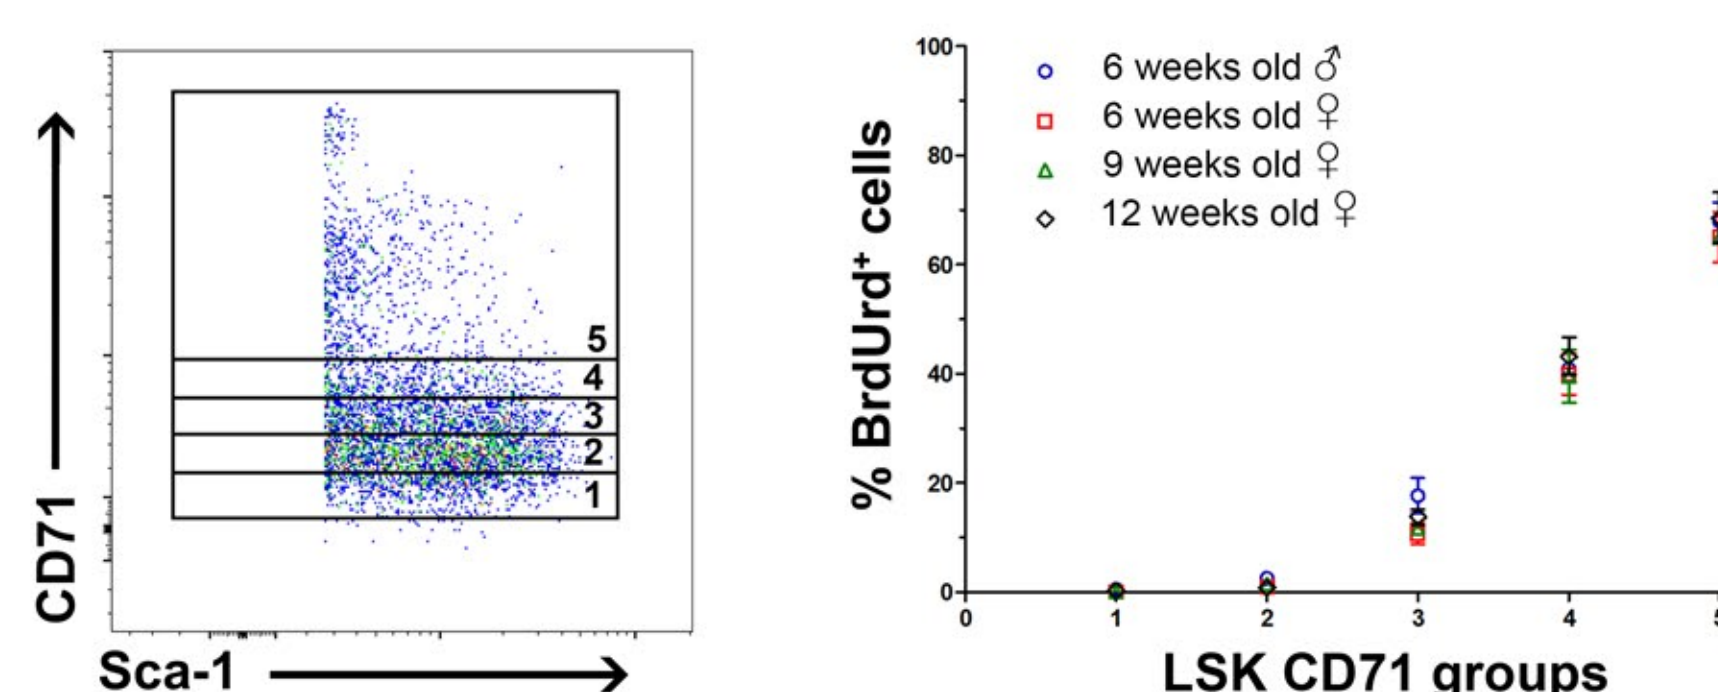 CD71
5
4
3
2
1
Sca-1
% BrdUrd⁺ cells
100
80
60
40
20
0
6 weeks old ♂
6 weeks old ♀
9 weeks old ♀
12 weeks old ♀
0 1 2 3 4 5
LSK CD71 groups